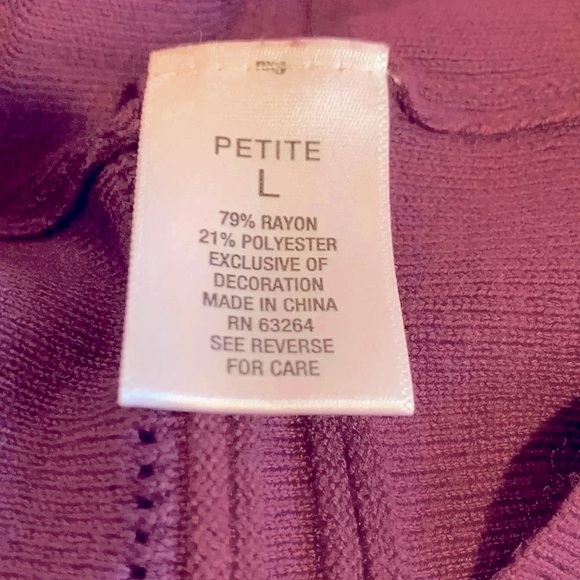 PETITE
L
79% RAYON
21% POLYESTER
EXCLUSIVE OF
DECORATION
MADE IN CHINA
RN 63264
SEE REVERSE
FOR CARE